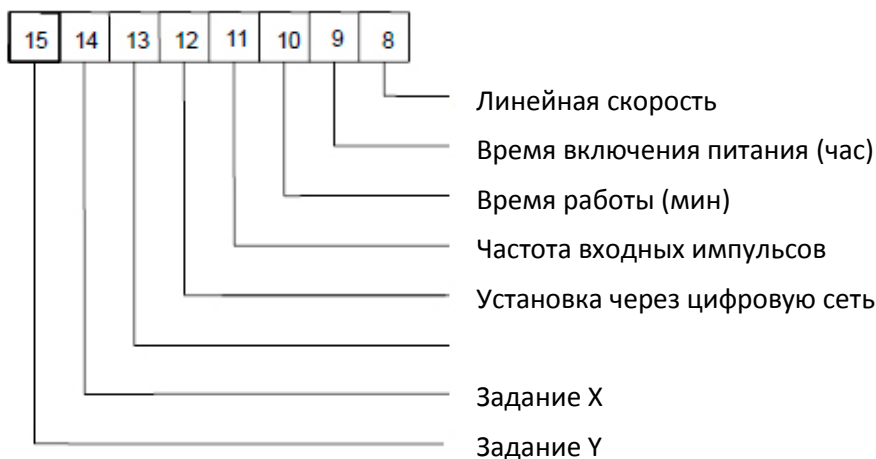 15 14 13 12 11 10 9 8
Линейная скорость
Время включения питания (час)
Время работы (мин)
Частота входных импульсов
Установка через цифровую сеть
Задание X
Задание Y